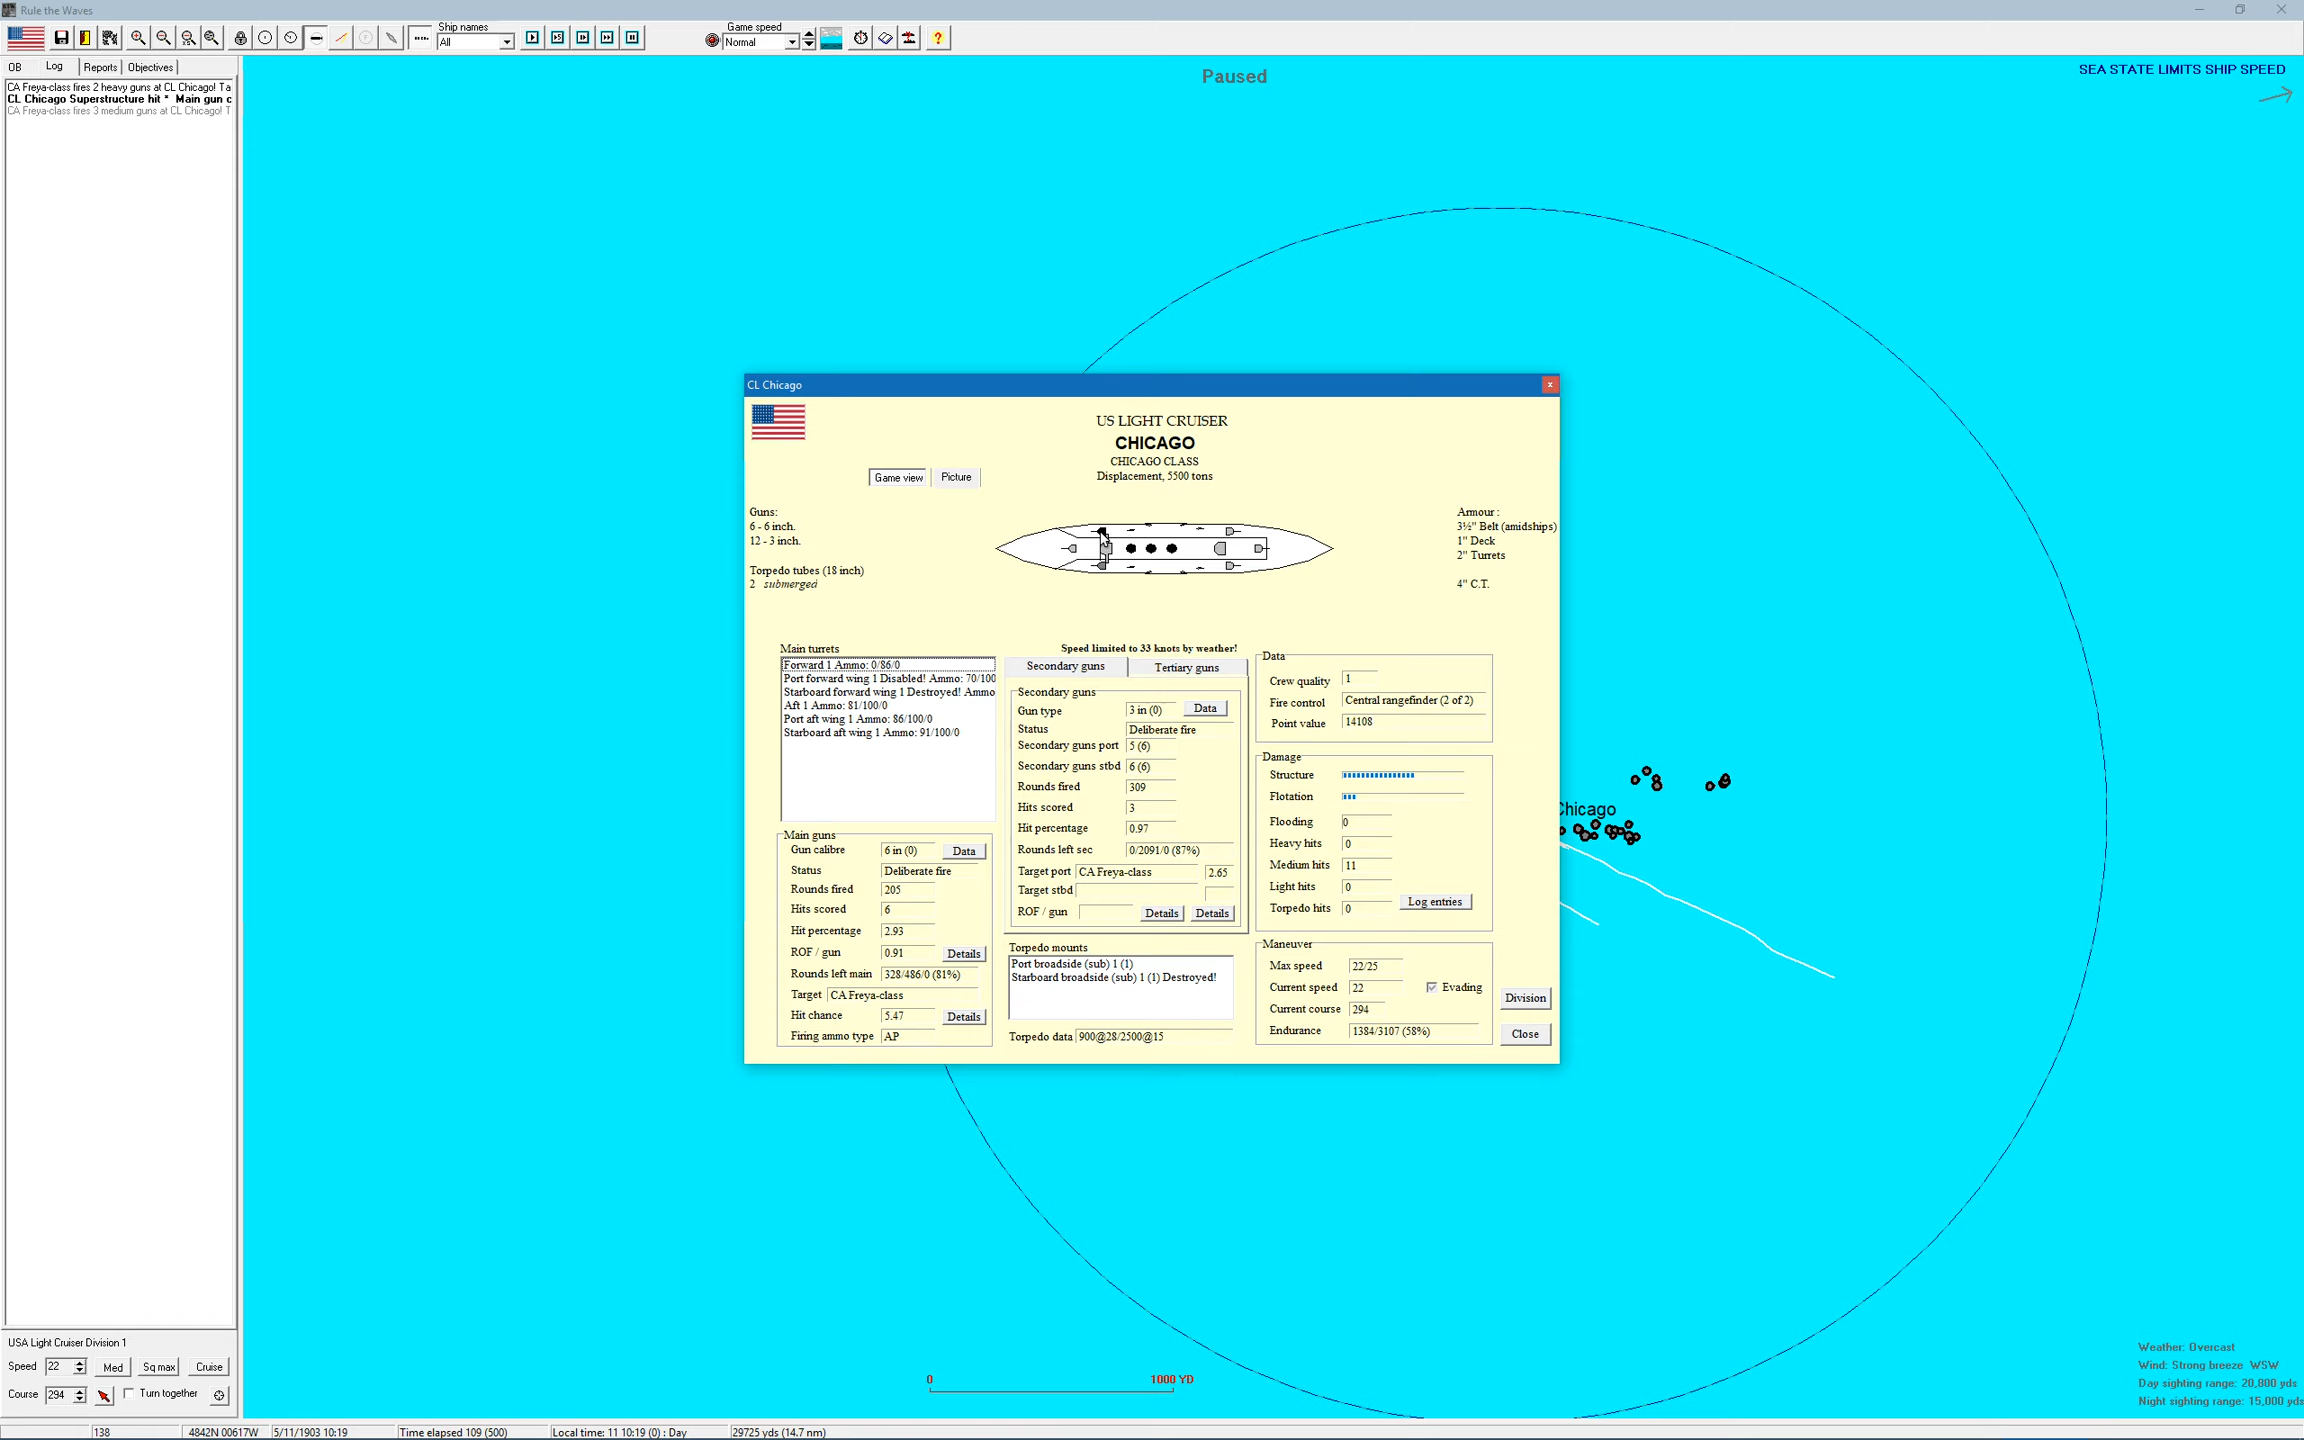 Rule the Waves
Ship names
All
Game speed
Normal
?
OB
Log
Reports
Objectives
CA Freya-class fires 2 heavy guns at CL Chicago! Ta
CL Chicago Superstructure hit * Main gun c
CA Freya-class fires 3 medium guns at CL Chicago! T
Paused
SEA STATE LIMITS SHIP SPEED
CL Chicago
US LIGHT CRUISER
CHICAGO
CHICAGO CLASS
Displacement, 5500 tons
Game view
Picture
Guns:
6 - 6 inch.
12 - 3 inch.
Torpedo tubes (18 inch)
2 submerged
Armour :
3½" Belt (amidships)
1" Deck
2" Turrets
4" C.T.
Main turrets
Forward 1 Ammo: 0/86/0
Port forward wing 1 Disabled! Ammo: 70/100
Starboard forward wing 1 Destroyed! Ammo
Aft 1 Ammo: 81/100/0
Port aft wing 1 Ammo: 86/100/0
Starboard aft wing 1 Ammo: 91/100/0
Main guns
Gun calibre 6 in (0) Data
Status Deliberate fire
Rounds fired 205
Hits scored 6
Hit percentage 2.93
ROF / gun 0.91 Details
Rounds left main 328/486/0 (81%)
Target CA Freya-class
Hit chance 5.47 Details
Firing ammo type AP
Speed limited to 33 knots by weather!
Secondary guns
Tertiary guns
Secondary guns
Gun type 3 in (0) Data
Status Deliberate fire
Secondary guns port 5 (6)
Secondary guns stbd 6 (6)
Rounds fired 309
Hits scored 3
Hit percentage 0.97
Rounds left sec 0/2091/0 (87%)
Target port CA Freya-class 2.65
Target stbd
ROF / gun Details Details
Torpedo mounts
Port broadside (sub) 1 (1)
Starboard broadside (sub) 1 (1) Destroyed!
Torpedo data 900@28/2500@15
Data
Crew quality 1
Fire control Central rangefinder (2 of 2)
Point value 14108
Damage
Structure
Flotation
Flooding 0
Heavy hits 0
Medium hits 11
Light hits 0
Torpedo hits 0
Log entries
Maneuver
Max speed 22/25
Current speed 22
Evading
Current course 294
Endurance 1384/3107 (58%)
Division
Close
Chicago
0 1000 YD
Weather: Overcast
Wind: Strong breeze WSW
Day sighting range: 20,800 yds
Night sighting range: 15,000 yds
USA Light Cruiser Division 1
Speed 22 Med Sq max Cruise
Course 294 Turn together
138 4842N 00617W 5/11/1903 10:19 Time elapsed 109 (500) Local time: 11 10:19 (0) : Day 29725 yds (14.7 nm)